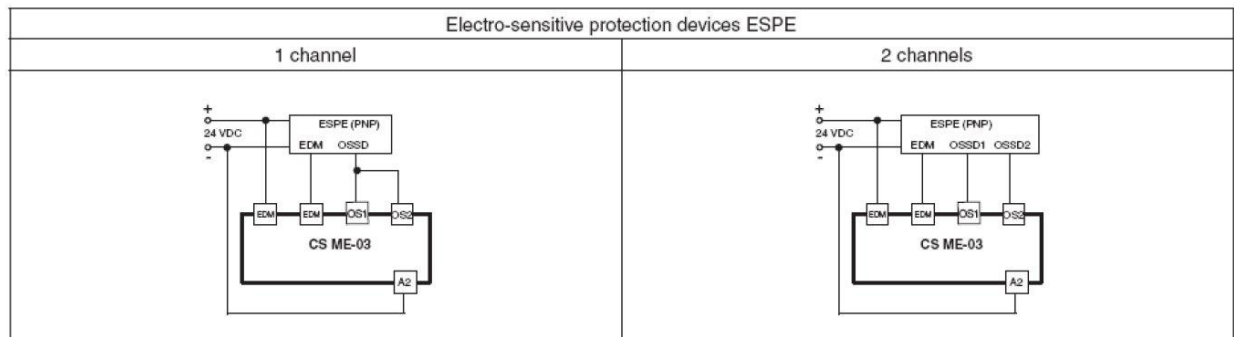 Electro-sensitive protection devices ESPE
1 channel
2 channels
+
24 VDC
-
ESPE (PNP)
EDM OSSD
EDM EDM OS1 OS2
CS ME-03
A2
+
24 VDC
-
ESPE (PNP)
EDM OSSD1 OSSD2
EDM EDM OS1 OS2
CS ME-03
A2